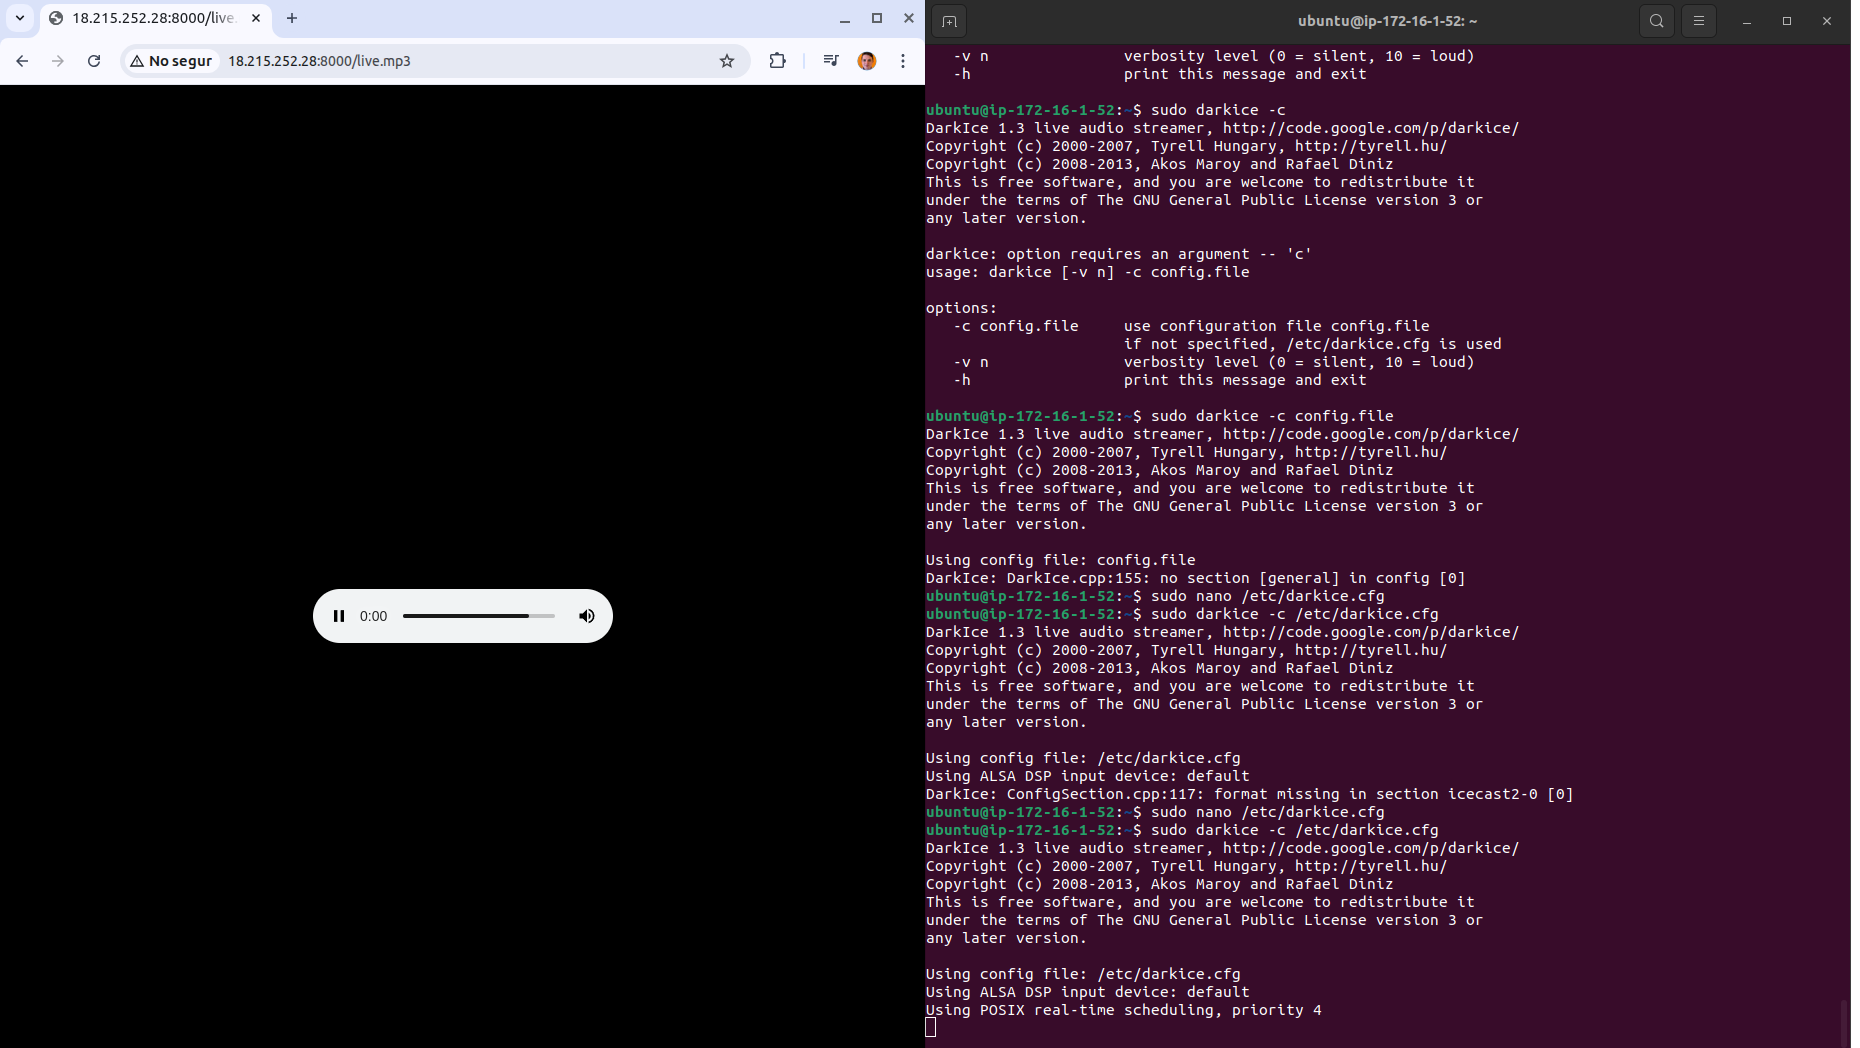 18.215.252.28:8000/live
No segur
18.215.252.28:8000/live.mp3
0:00
ubuntu@ip-172-16-1-52: ~
   -v n               verbosity level (0 = silent, 10 = loud)
   -h                 print this message and exit
ubuntu@ip-172-16-1-52:~$ sudo darkice -c
DarkIce 1.3 live audio streamer, http://code.google.com/p/darkice/
Copyright (c) 2000-2007, Tyrell Hungary, http://tyrell.hu/
Copyright (c) 2008-2013, Akos Maroy and Rafael Diniz
This is free software, and you are welcome to redistribute it
under the terms of The GNU General Public License version 3 or
any later version.
darkice: option requires an argument -- 'c'
usage: darkice [-v n] -c config.file
options:
   -c config.file     use configuration file config.file
                      if not specified, /etc/darkice.cfg is used
   -v n               verbosity level (0 = silent, 10 = loud)
   -h                 print this message and exit
ubuntu@ip-172-16-1-52:~$ sudo darkice -c config.file
DarkIce 1.3 live audio streamer, http://code.google.com/p/darkice/
Copyright (c) 2000-2007, Tyrell Hungary, http://tyrell.hu/
Copyright (c) 2008-2013, Akos Maroy and Rafael Diniz
This is free software, and you are welcome to redistribute it
under the terms of The GNU General Public License version 3 or
any later version.
Using config file: config.file
DarkIce: DarkIce.cpp:155: no section [general] in config [0]
ubuntu@ip-172-16-1-52:~$ sudo nano /etc/darkice.cfg
ubuntu@ip-172-16-1-52:~$ sudo darkice -c /etc/darkice.cfg
DarkIce 1.3 live audio streamer, http://code.google.com/p/darkice/
Copyright (c) 2000-2007, Tyrell Hungary, http://tyrell.hu/
Copyright (c) 2008-2013, Akos Maroy and Rafael Diniz
This is free software, and you are welcome to redistribute it
under the terms of The GNU General Public License version 3 or
any later version.
Using config file: /etc/darkice.cfg
Using ALSA DSP input device: default
DarkIce: ConfigSection.cpp:117: format missing in section icecast2-0 [0]
ubuntu@ip-172-16-1-52:~$ sudo nano /etc/darkice.cfg
ubuntu@ip-172-16-1-52:~$ sudo darkice -c /etc/darkice.cfg
DarkIce 1.3 live audio streamer, http://code.google.com/p/darkice/
Copyright (c) 2000-2007, Tyrell Hungary, http://tyrell.hu/
Copyright (c) 2008-2013, Akos Maroy and Rafael Diniz
This is free software, and you are welcome to redistribute it
under the terms of The GNU General Public License version 3 or
any later version.
Using config file: /etc/darkice.cfg
Using ALSA DSP input device: default
Using POSIX real-time scheduling, priority 4